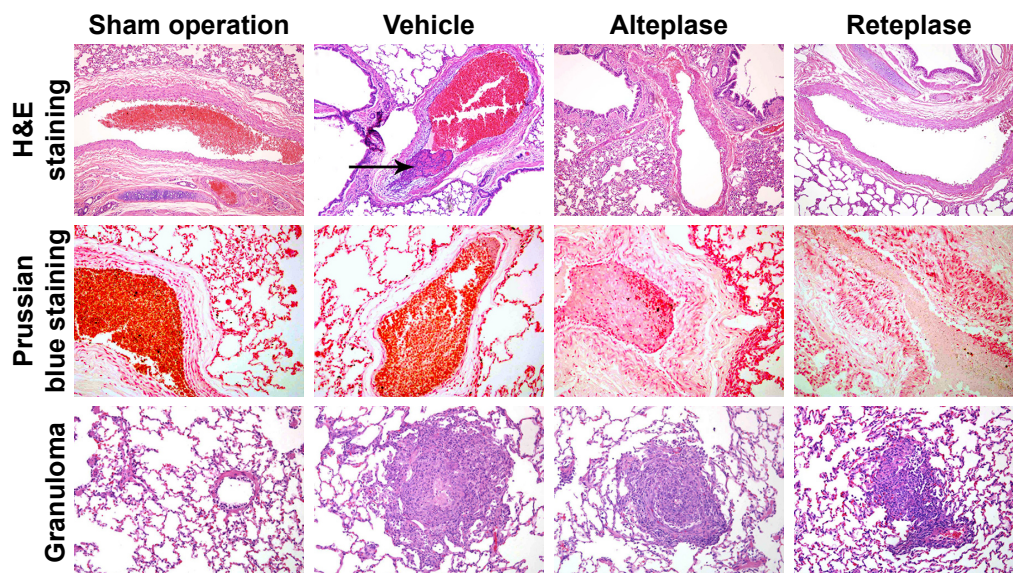 Sham operation
Vehicle
Alteplase
Reteplase
H&E
staining
Prussian
blue staining
Granuloma